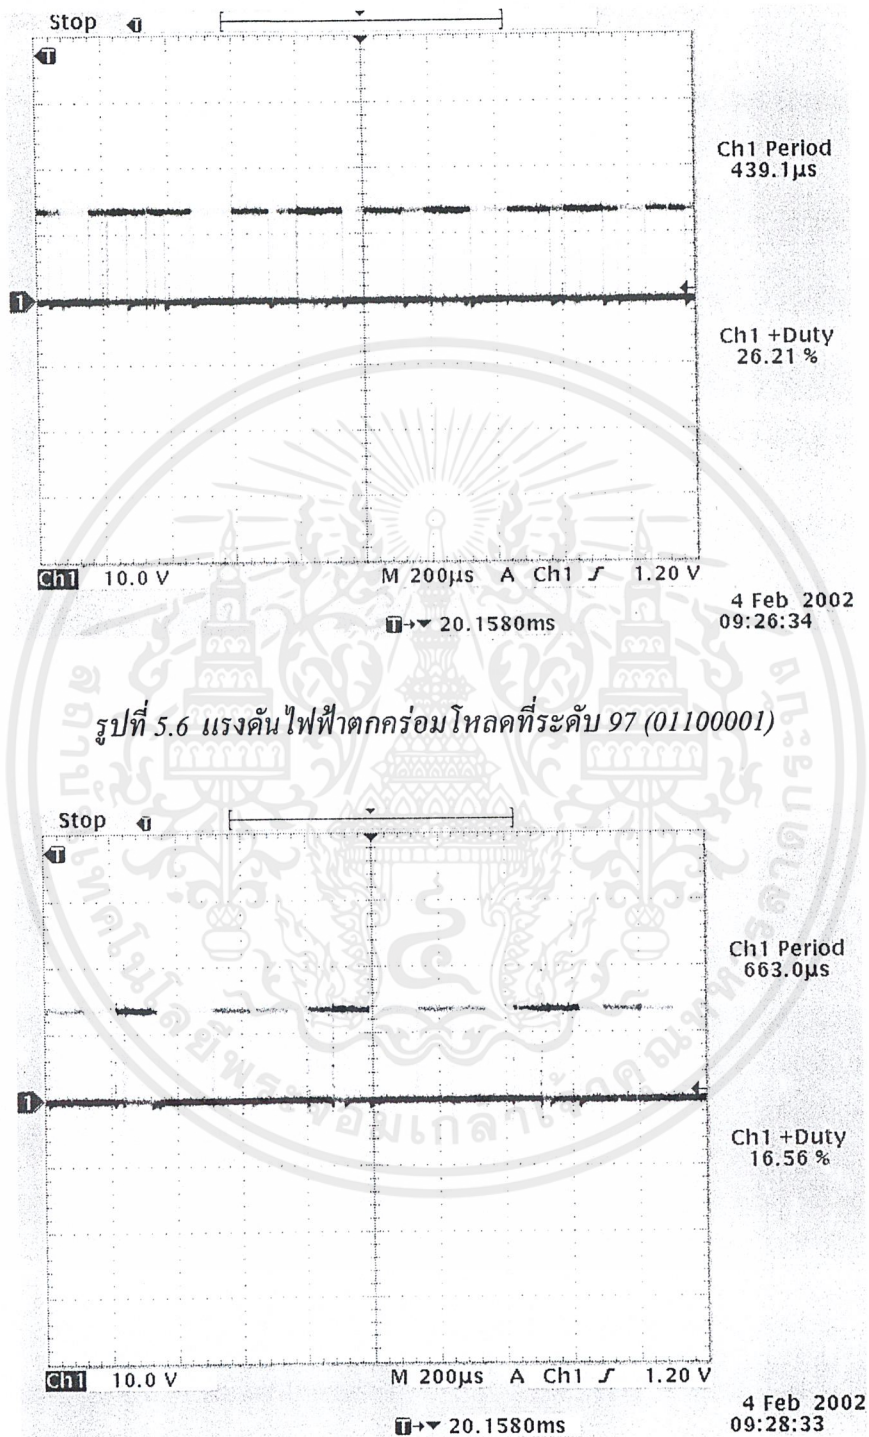 Stop
Ch1 Period
439.1µs
1
Ch1 +Duty
26.21 %
Ch1 10.0 V M 200µs A Ch1 1.20 V
T 20.1580ms
4 Feb 2002
09:26:34
รูปที่ 5.6 แรงดันไฟฟ้าตกคร่อมโหลดที่ระดับ 97 (01100001)
Stop
Ch1 Period
663.0µs
1
Ch1 +Duty
16.56 %
Ch1 10.0 V M 200µs A Ch1 1.20 V
T 20.1580ms
4 Feb 2002
09:28:33